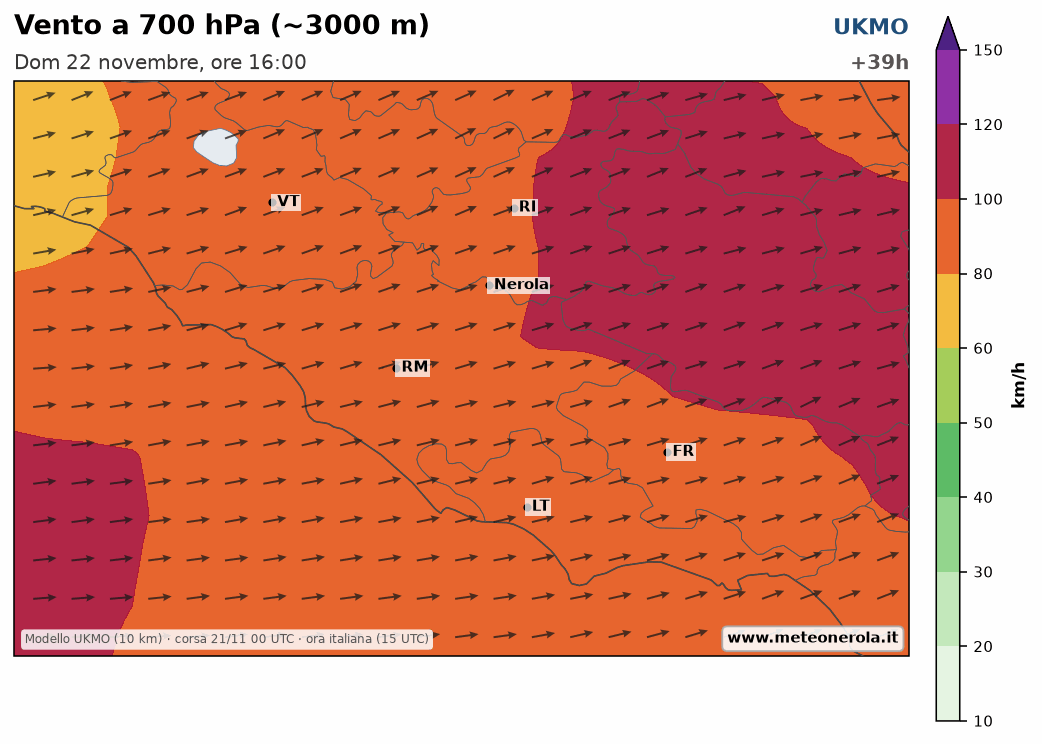 Vento a 700 hPa (~3000 m)
UKMO
Dom 22 novembre, ore 16:00
+39h
150
120
100
80
60
50
40
30
20
10
km/h
VT
RI
Nerola
RM
FR
LT
Modello UKMO (10 km) · corsa 21/11 00 UTC · ora italiana (15 UTC)
www.meteonerola.it